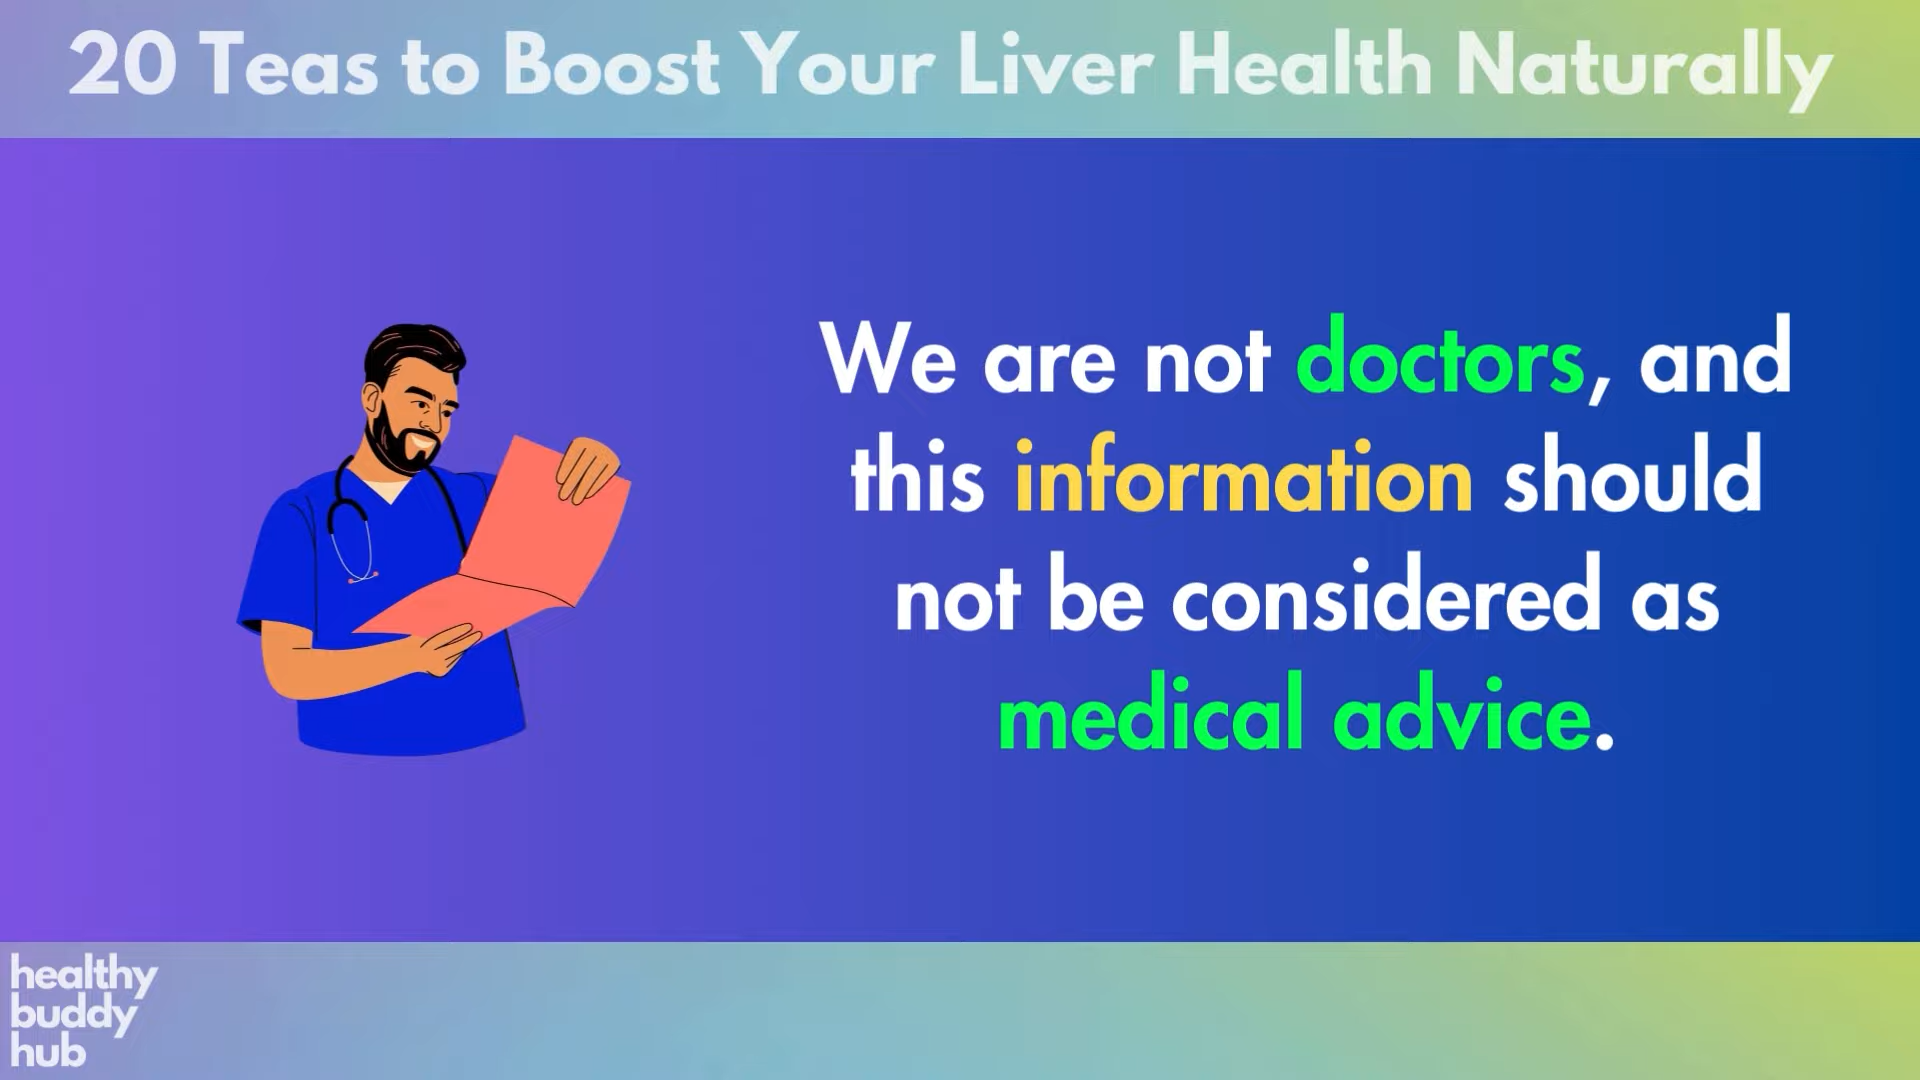 20 Teas to Boost Your Liver Health Naturally
We are not doctors, and
this information should
not be considered as
medical advice.
healthy
buddy
hub